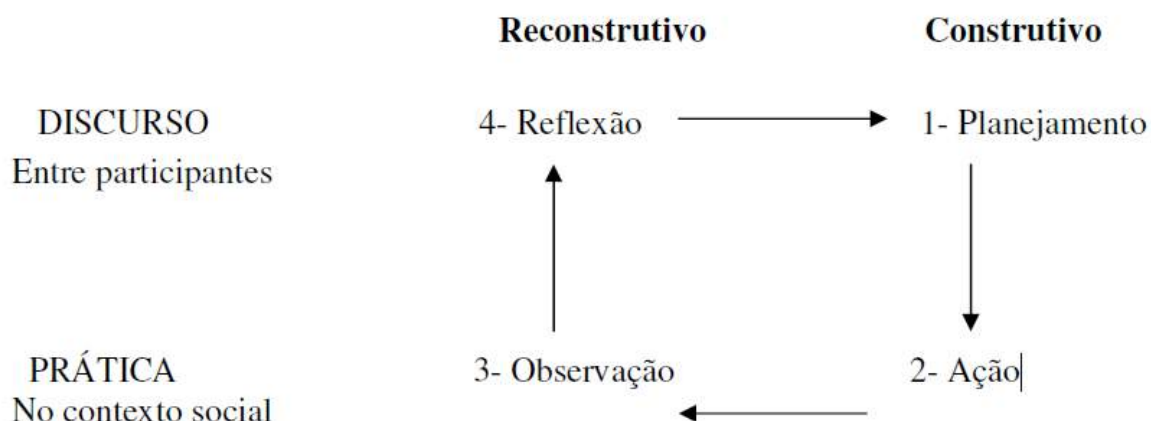 Reconstrutivo Construtivo
DISCURSO 4- Reflexão 1- Planejamento
Entre participantes
PRÁTICA 3- Observação 2- Ação
No contexto social